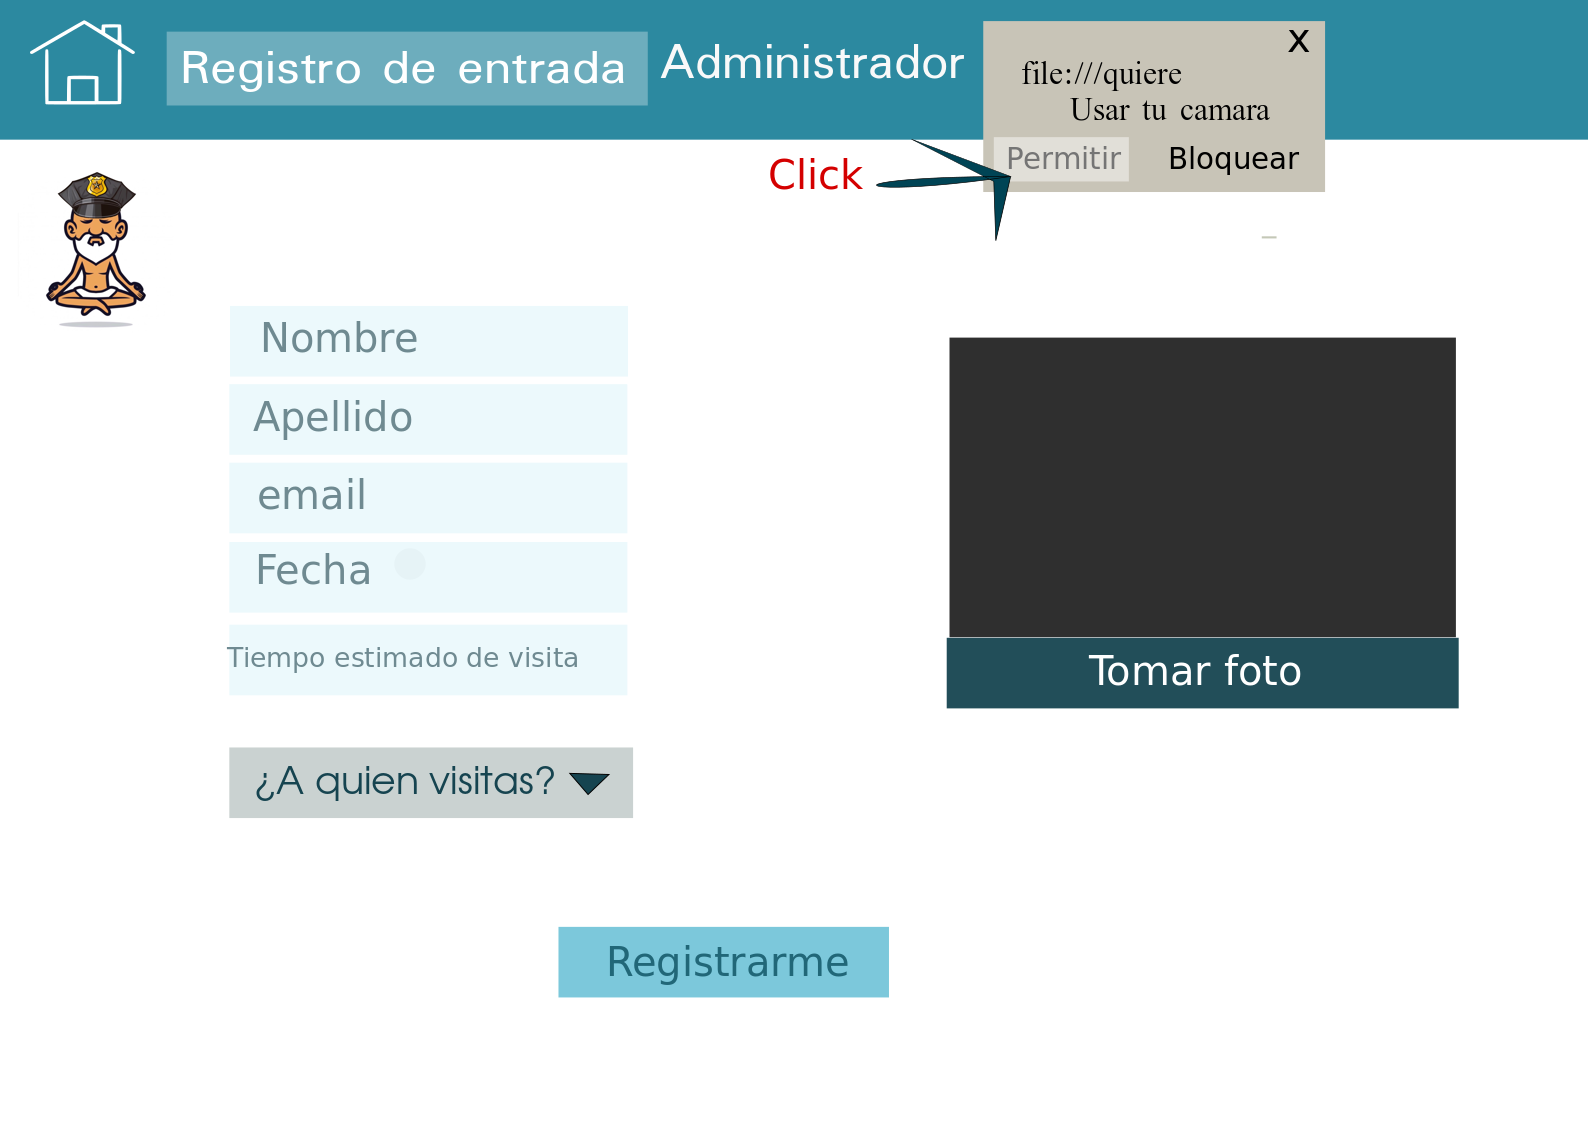 Registro de entrada
Administrador
X
file:///quiere
Usar tu camara
Permitir
Bloquear
Click
Nombre
Apellido
email
Fecha
Tiempo estimado de visita
¿A quien visitas?
Tomar foto
Registrarme